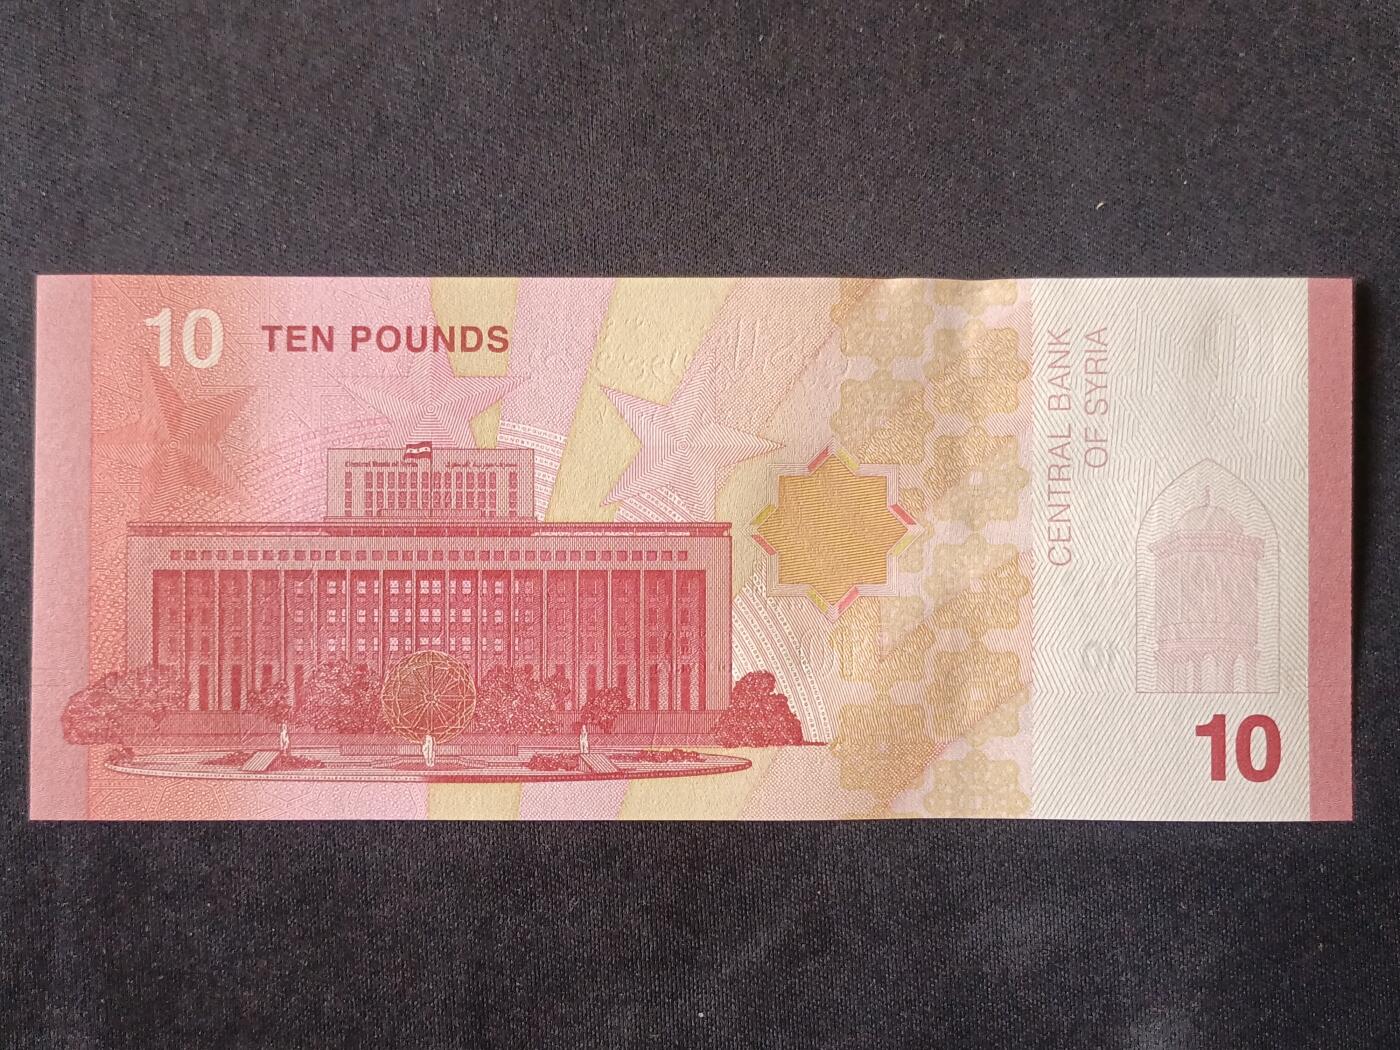 10 TEN POUNDS
CENTRAL BANK
OF SYRIA
10